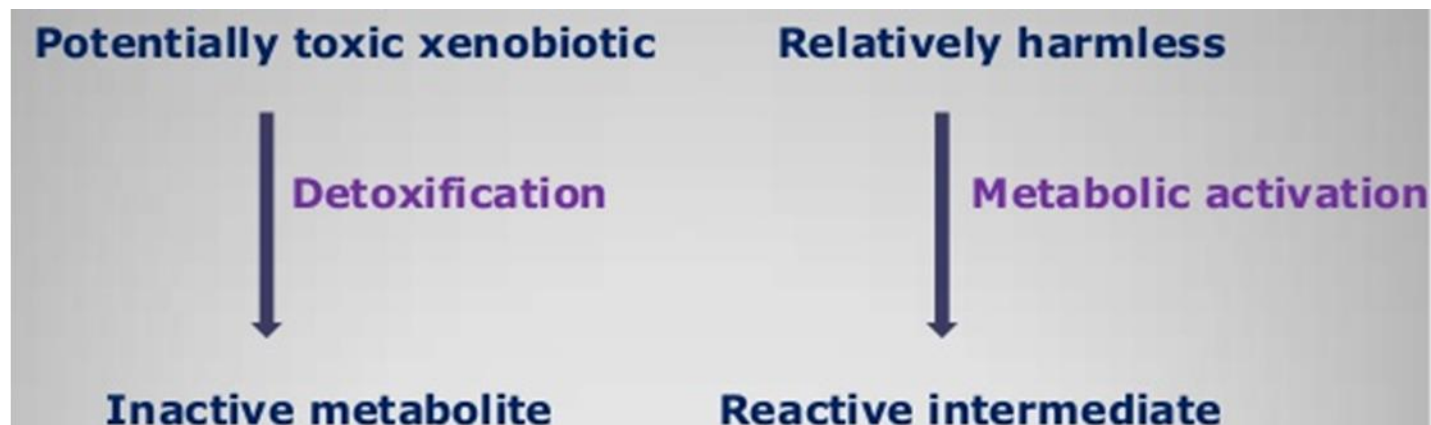 Potentially toxic xenobiotic
Relatively harmless
Detoxification
Metabolic activation
Inactive metabolite
Reactive intermediate